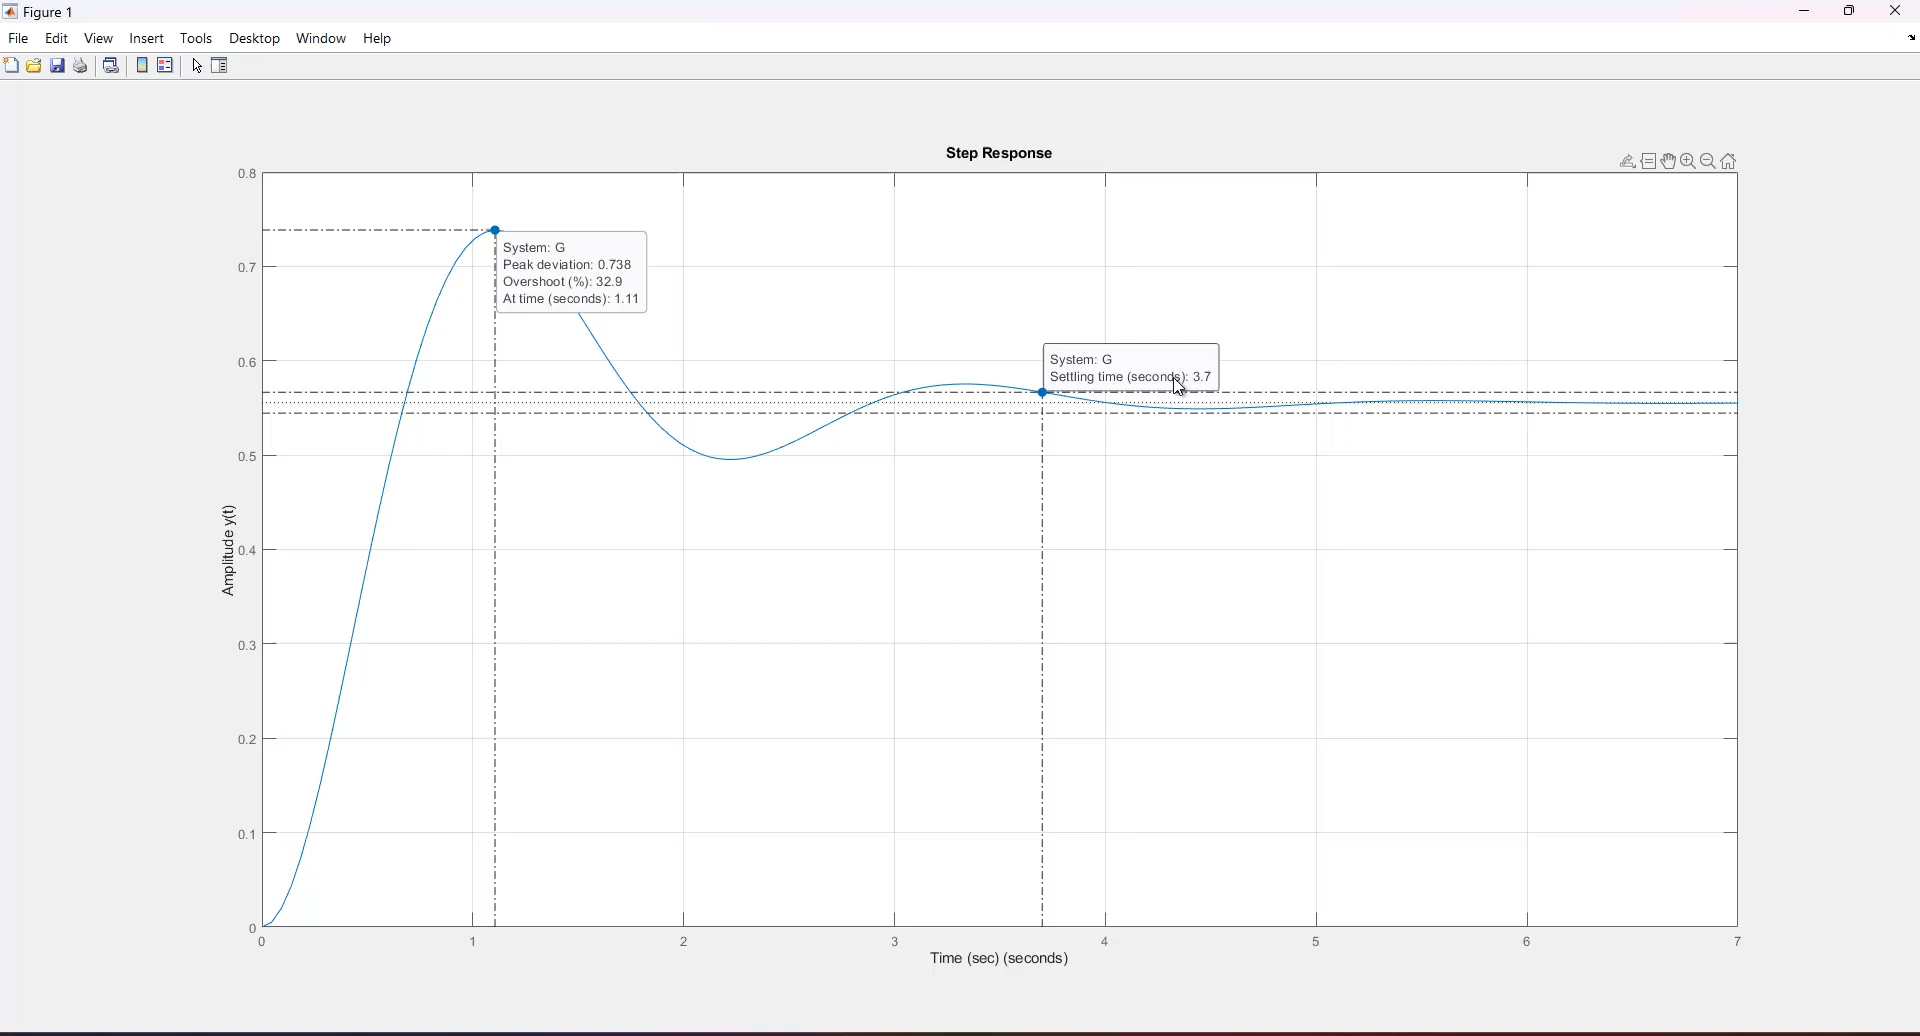 Figure 1
File Edit View Insert Tools Desktop Window Help
Step Response
0.8
0.7
0.6
0.5
0.4
0.3
0.2
0.1
0
Amplitude y(t)
System: G
Peak deviation: 0.738
Overshoot (%): 32.9
At time (seconds): 1.11
System: G
Settling time (seconds): 3.7
0 1 2 3 4 5 6 7
Time (sec) (seconds)